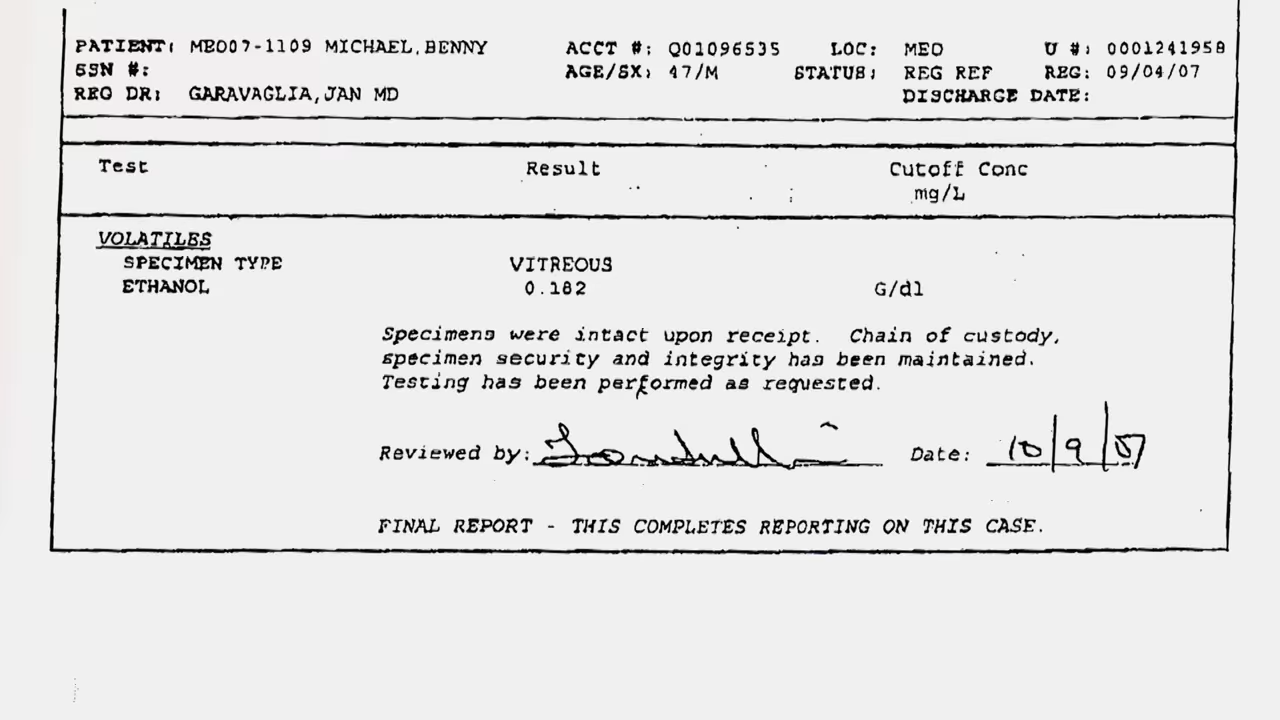 PATIENT: MEO07-1109 MICHAEL,BENNY ACCT #: Q01096535 LOC: MEO U #: 0001241958
SSN #: AGE/SX: 47/M STATUS: REG REF REG: 09/04/07
REG DR: GARAVAGLIA,JAN MD DISCHARGE DATE:
Test Result Cutoff Conc
mg/L
VOLATILES
SPECIMEN TYPE VITREOUS
ETHANOL 0.182 G/dl
Specimens were intact upon receipt. Chain of custody,
specimen security and integrity has been maintained.
Testing has been performed as requested.
Reviewed by: Date: 10/9/07
FINAL REPORT - THIS COMPLETES REPORTING ON THIS CASE.